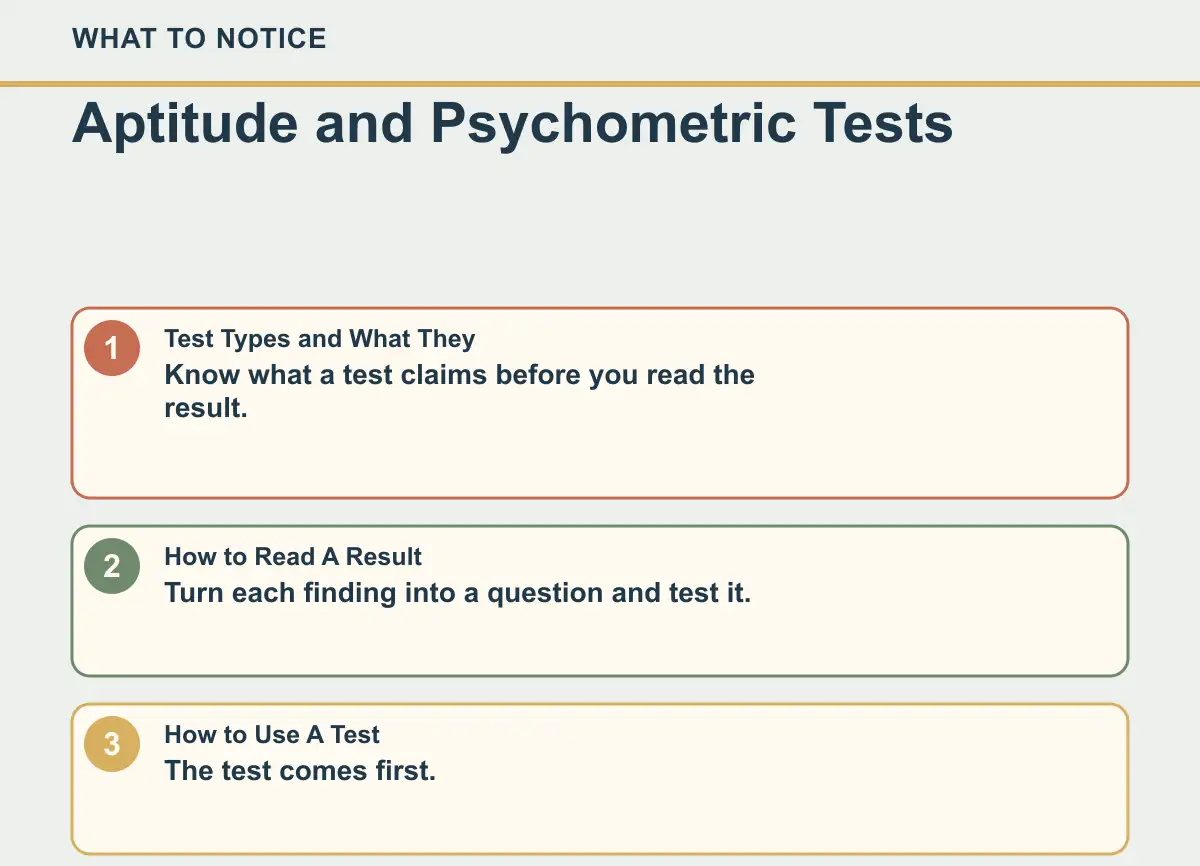 WHAT TO NOTICE
Aptitude and Psychometric Tests
1
Test Types and What They
Know what a test claims before you read the
result.
2
How to Read A Result
Turn each finding into a question and test it.
3
How to Use A Test
The test comes first.